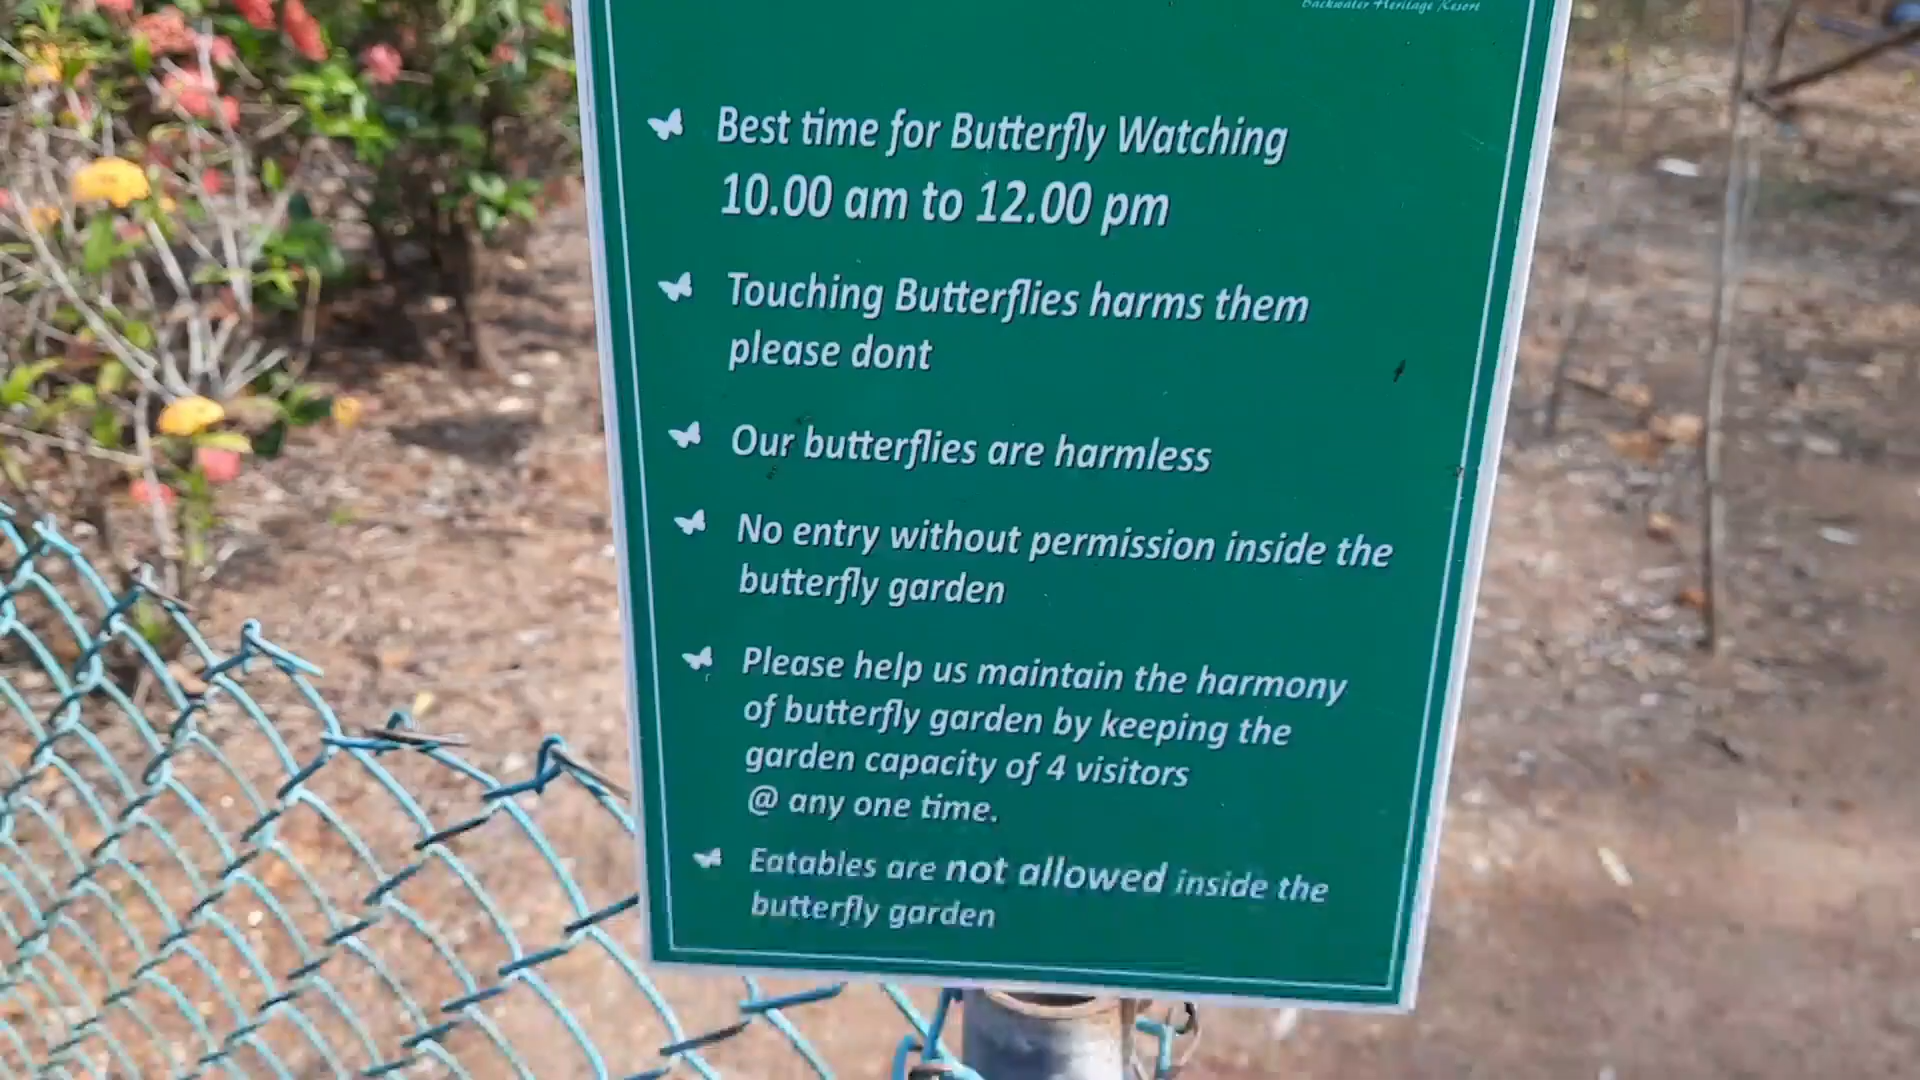 Backwater Heritage Resort
Best time for Butterfly Watching
10.00 am to 12.00 pm
Touching Butterflies harms them
please dont
Our butterflies are harmless
No entry without permission inside the
butterfly garden
Please help us maintain the harmony
of butterfly garden by keeping the
garden capacity of 4 visitors
@ any one time.
Eatables are not allowed inside the
butterfly garden